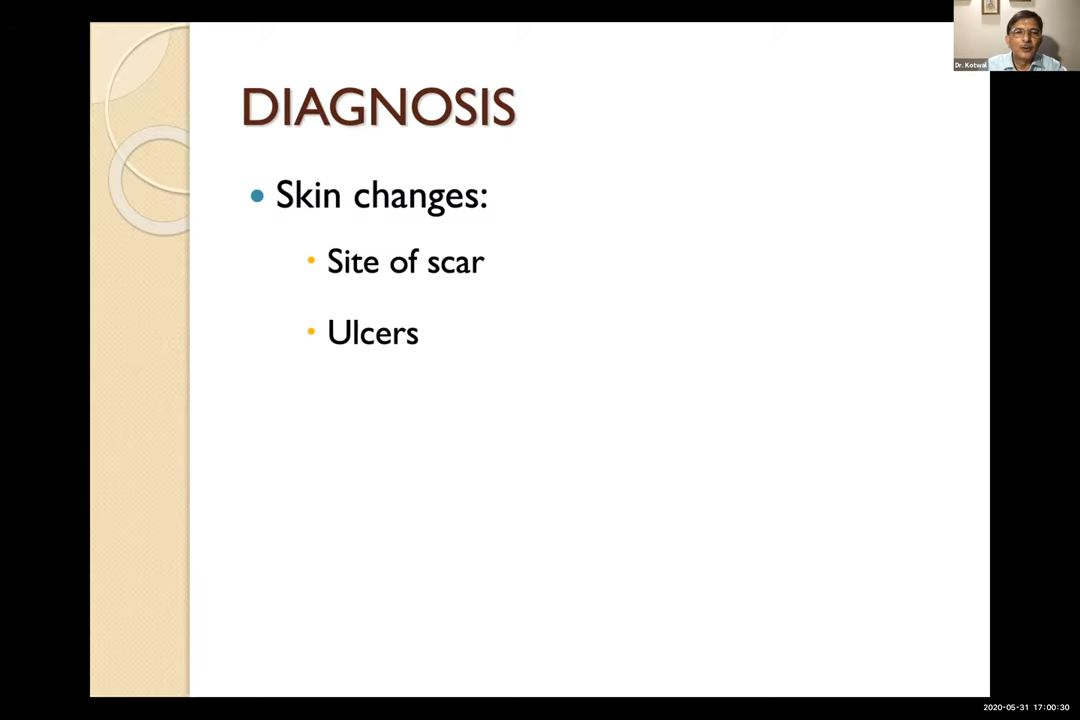 DIAGNOSIS
• Skin changes:
• Site of scar
• Ulcers
Dr. Kotwal
2020-05-31 17:00:30